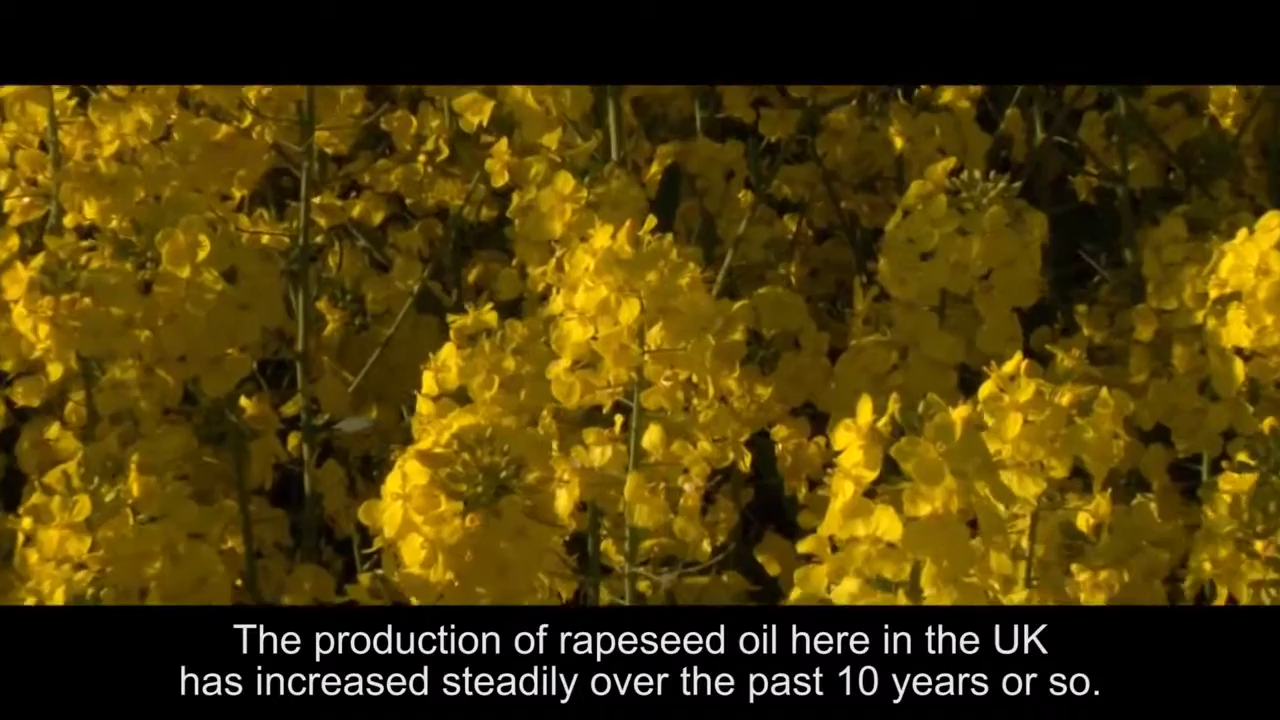 The production of rapeseed oil here in the UK
has increased steadily over the past 10 years or so.